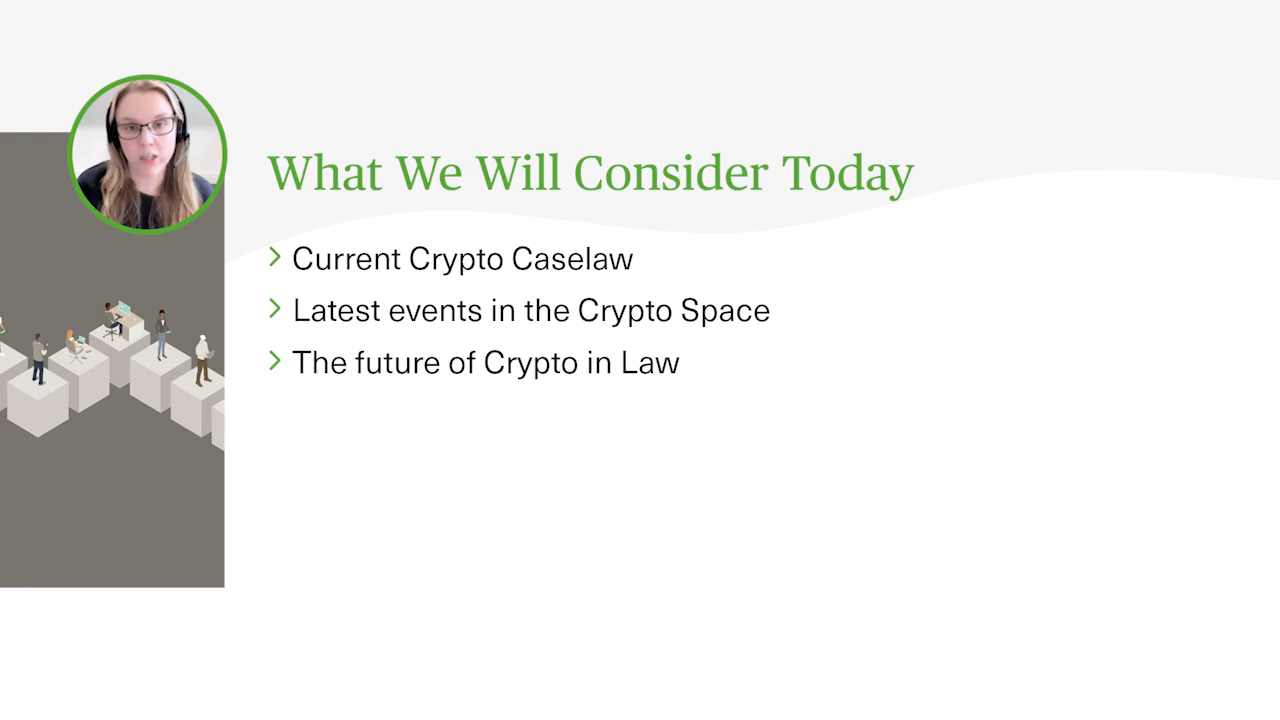 What We Will Consider Today
Current Crypto Caselaw
Latest events in the Crypto Space
The future of Crypto in Law